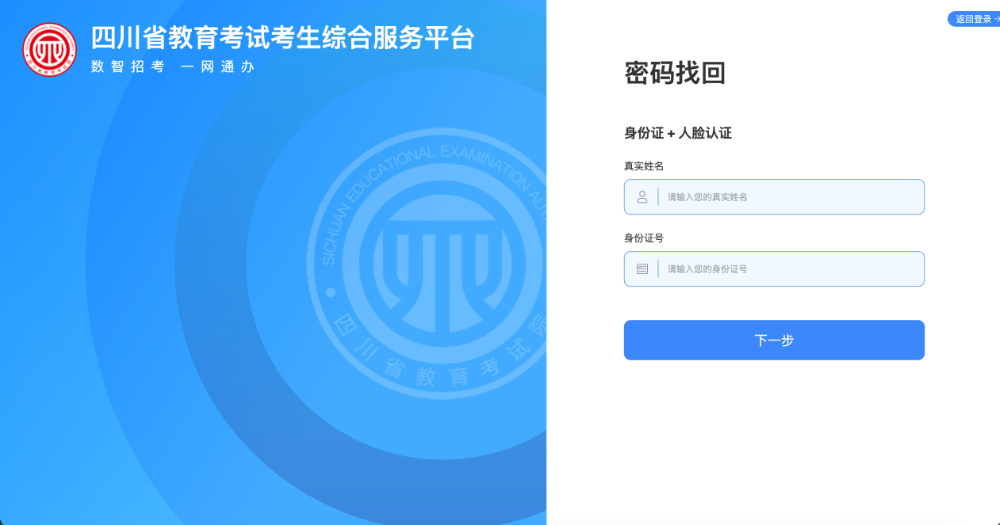 四川省教育考试考生综合服务平台
数智招考 一网通办
SICHUAN EDUCATIONAL EXAMINATION AUT
四川省教育考试院
返回登录
密码找回
身份证 + 人脸认证
真实姓名
请输入您的真实姓名
身份证号
请输入您的身份证号
下一步